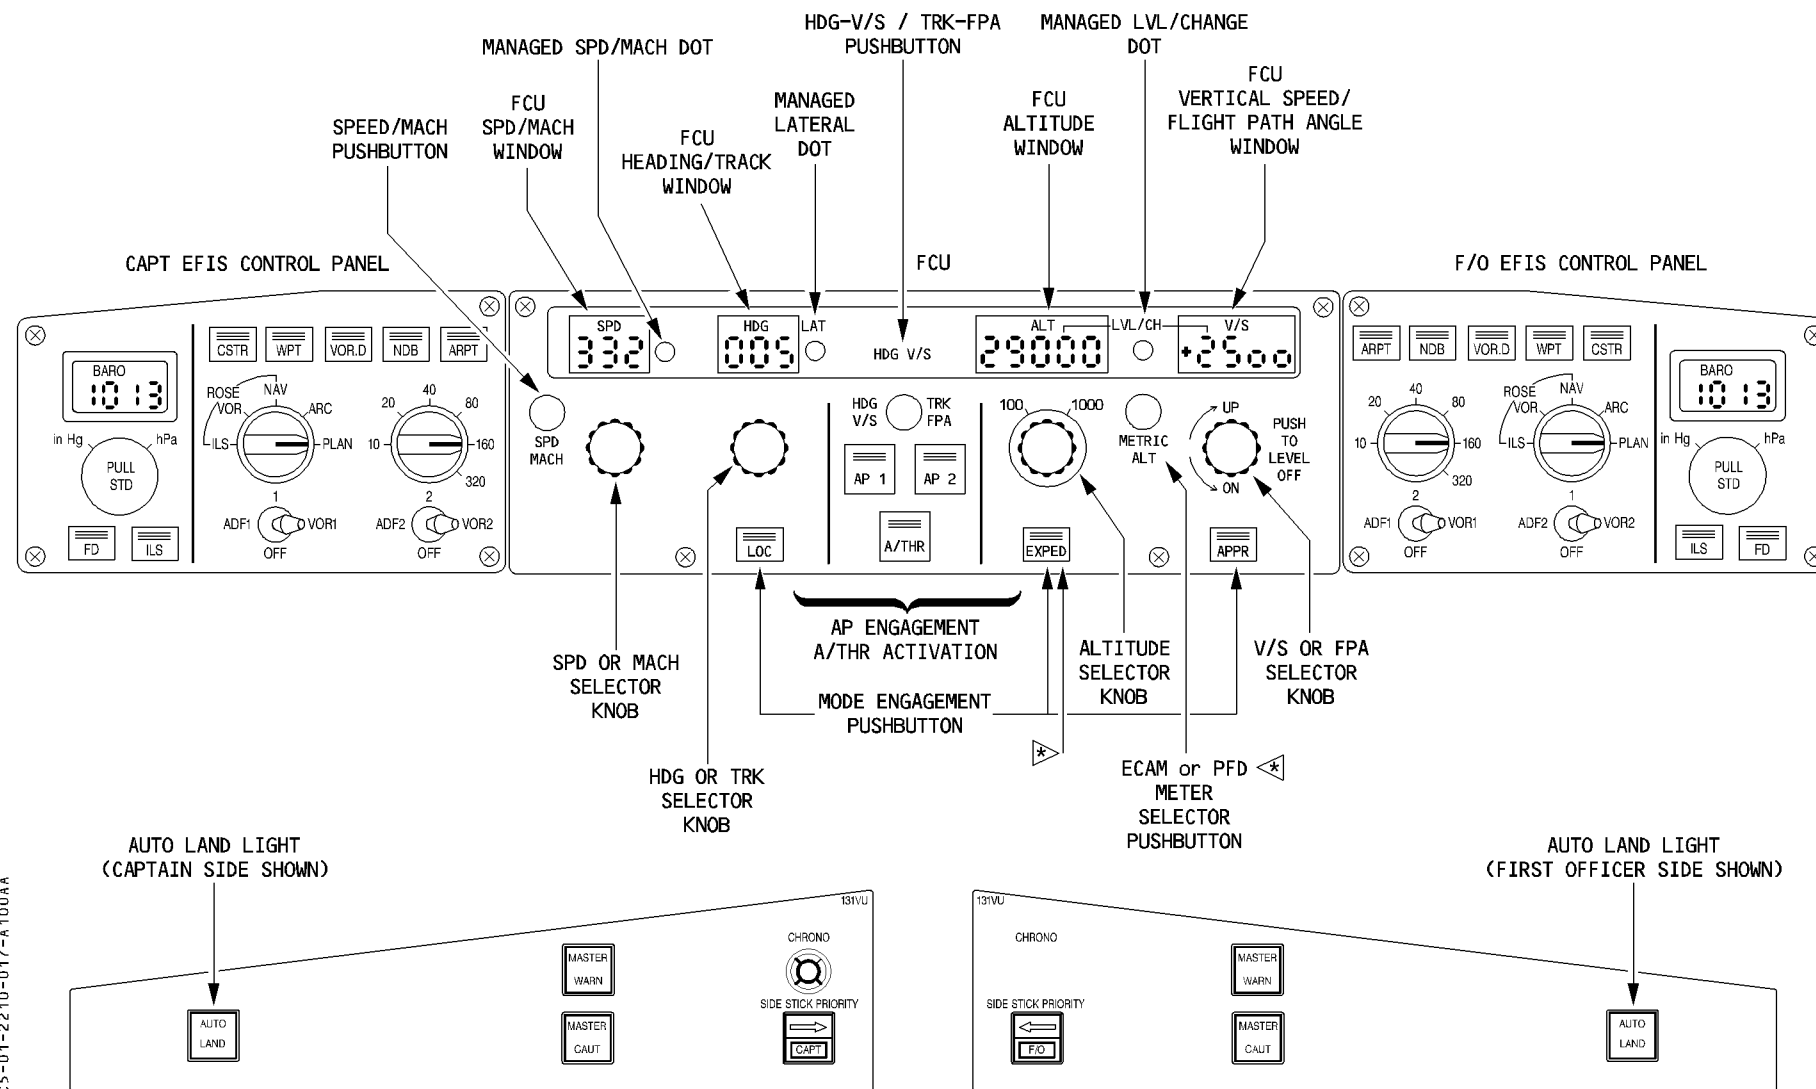 HDG-V/S / TRK-FPA
PUSHBUTTON
MANAGED LVL/CHANGE
DOT
MANAGED SPD/MACH DOT
FCU
VERTICAL SPEED/
FLIGHT PATH ANGLE
WINDOW
FCU
SPD/MACH
WINDOW
MANAGED
LATERAL
DOT
FCU
ALTITUDE
WINDOW
SPEED/MACH
PUSHBUTTON
FCU
HEADING/TRACK
WINDOW
CAPT EFIS CONTROL PANEL
FCU
F/O EFIS CONTROL PANEL
BARO
1013
in Hg
hPa
PULL
STD
FD
ILS
CSTR
WPT
VOR.D
NDB
ARPT
ROSE
VOR
ILS
NAV
ARC
PLAN
10
20
40
80
160
320
1
ADF1
VOR1
OFF
2
ADF2
VOR2
OFF
SPD
332
HDG
005
LAT
HDG V/S
ALT
29000
LVL/CH
V/S
+2500
SPD
MACH
HDG
V/S
TRK
FPA
AP 1
AP 2
A/THR
LOC
100
1000
METRIC
ALT
UP
ON
PUSH
TO
LEVEL
OFF
EXPED
APPR
ARPT
NDB
VOR.D
WPT
CSTR
10
20
40
80
160
320
ROSE
VOR
ILS
NAV
ARC
PLAN
2
ADF1
VOR1
OFF
1
ADF2
VOR2
OFF
BARO
1013
in Hg
hPa
PULL
STD
ILS
FD
AP ENGAGEMENT
A/THR ACTIVATION
SPD OR MACH
SELECTOR
KNOB
ALTITUDE
SELECTOR
KNOB
V/S OR FPA
SELECTOR
KNOB
MODE ENGAGEMENT
PUSHBUTTON
*
HDG OR TRK
SELECTOR
KNOB
ECAM or PFD *
METER
SELECTOR
PUSHBUTTON
AUTO LAND LIGHT
(CAPTAIN SIDE SHOWN)
AUTO LAND LIGHT
(FIRST OFFICER SIDE SHOWN)
131VU
AUTO
LAND
MASTER
WARN
MASTER
CAUT
CHRONO
SIDE STICK PRIORITY
CAPT
131VU
CHRONO
SIDE STICK PRIORITY
F/O
MASTER
WARN
MASTER
CAUT
AUTO
LAND